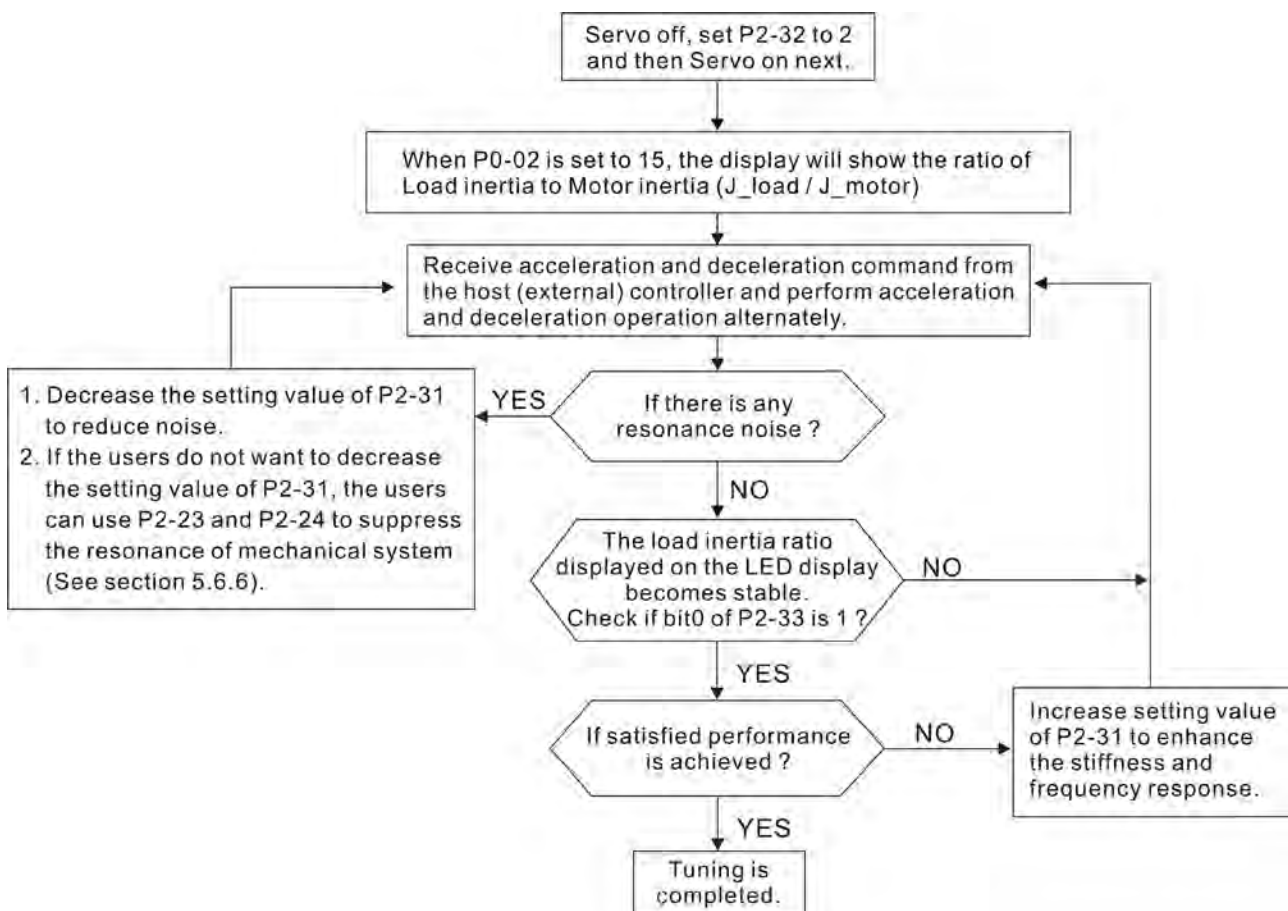 Servo off, set P2-32 to 2
and then Servo on next.
When P0-02 is set to 15, the display will show the ratio of
Load inertia to Motor inertia (J_load / J_motor)
Receive acceleration and deceleration command from
the host (external) controller and perform acceleration
and deceleration operation alternately.
If there is any
resonance noise ?
YES
1. Decrease the setting value of P2-31
to reduce noise.
2. If the users do not want to decrease
the setting value of P2-31, the users
can use P2-23 and P2-24 to suppress
the resonance of mechanical system
(See section 5.6.6).
NO
The load inertia ratio
displayed on the LED display
becomes stable.
Check if bit0 of P2-33 is 1 ?
NO
YES
If satisfied performance
is achieved ?
NO
Increase setting value
of P2-31 to enhance
the stiffness and
frequency response.
YES
Tuning is
completed.